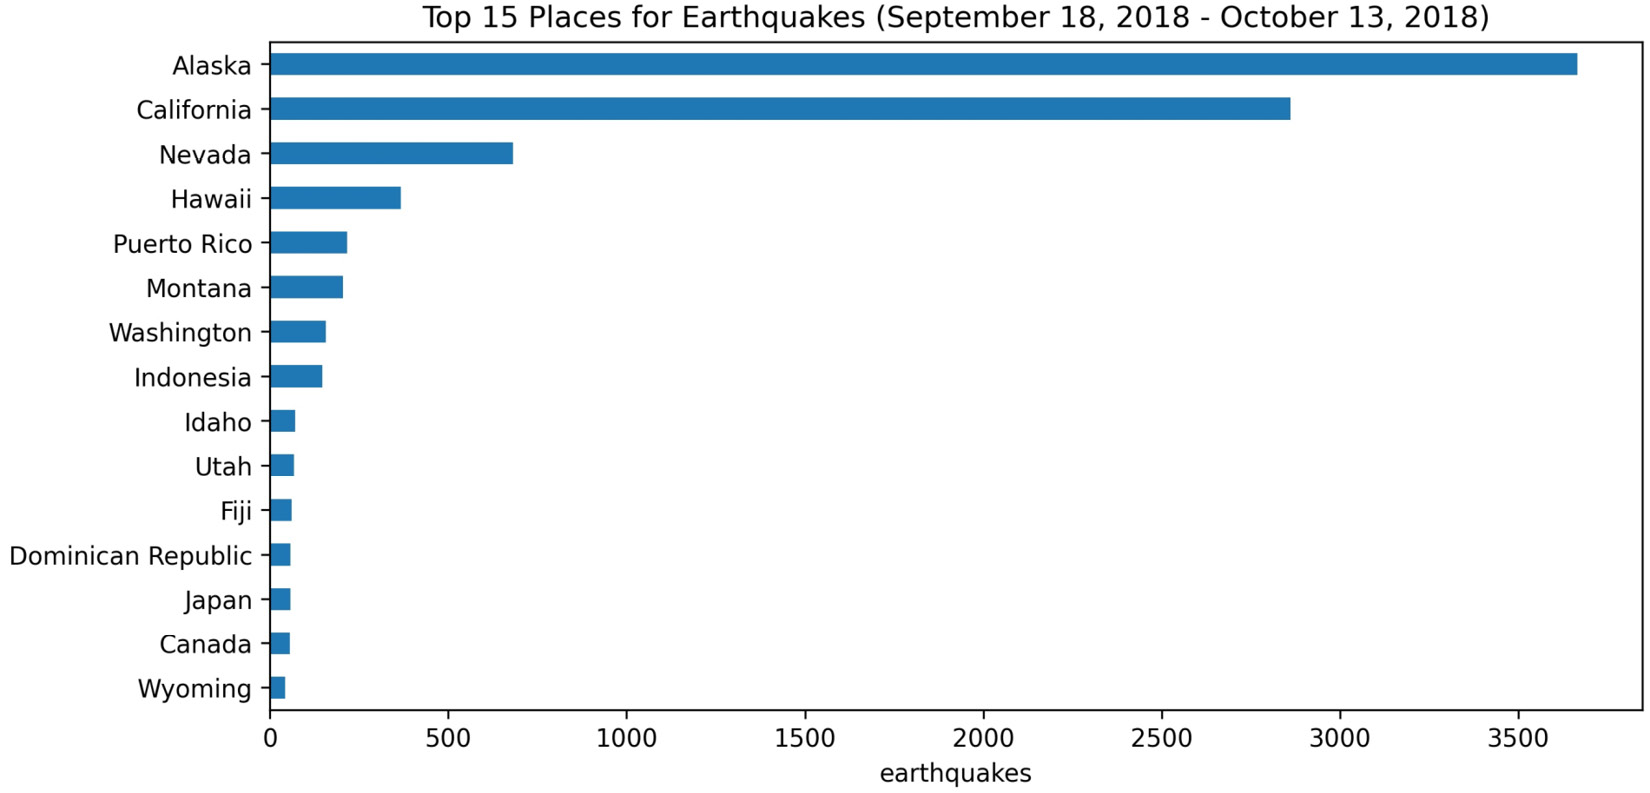 Top 15 Places for Earthquakes (September 18, 2018 - October 13, 2018)
Alaska
California
Nevada
Hawaii
Puerto Rico
Montana
Washington
Indonesia
Idaho
Utah
Fiji
Dominican Republic
Japan
Canada
Wyoming
0 500 1000 1500 2000 2500 3000 3500
earthquakes